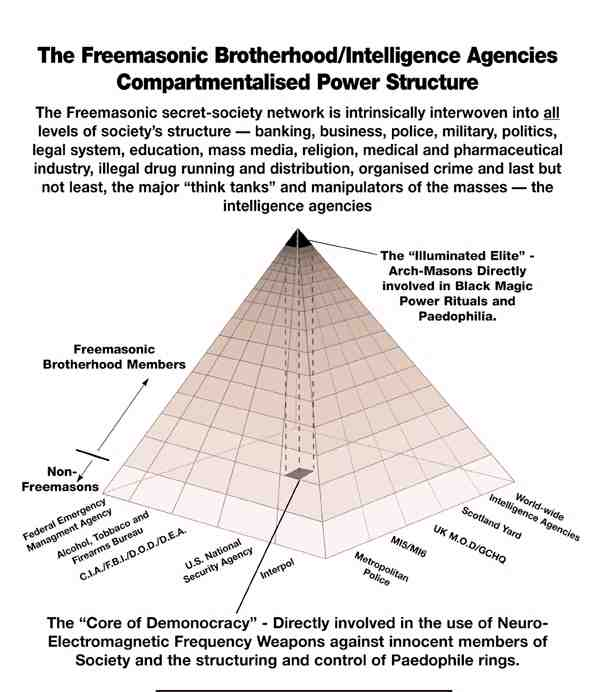 The Freemasonic Brotherhood/Intelligence Agencies
Compartmentalised Power Structure
The Freemasonic secret-society network is intrinsically interwoven into all
levels of society's structure — banking, business, police, military, politics,
legal system, education, mass media, religion, medical and pharmaceutical
industry, illegal drug running and distribution, organised crime and last but
not least, the major "think tanks" and manipulators of the masses — the
intelligence agencies
The "Illuminated Elite" -
Arch-Masons Directly
involved in Black Magic
Power Rituals and
Paedophilia.
Freemasonic
Brotherhood Members
Non-
Freemasons
Federal Emergency
Managment Agency
Alcohol, Tobbaco and
Firearms Bureau
C.I.A./F.B.I./D.O.D./D.E.A.
U.S. National
Security Agency
Interpol
Metropolitan
Police
MI5/MI6
UK M.O.D/GCHQ
Scotland Yard
World-wide
Intelligence Agencies
The "Core of Demonocracy" - Directly involved in the use of Neuro-
Electromagnetic Frequency Weapons against innocent members of
Society and the structuring and control of Paedophile rings.